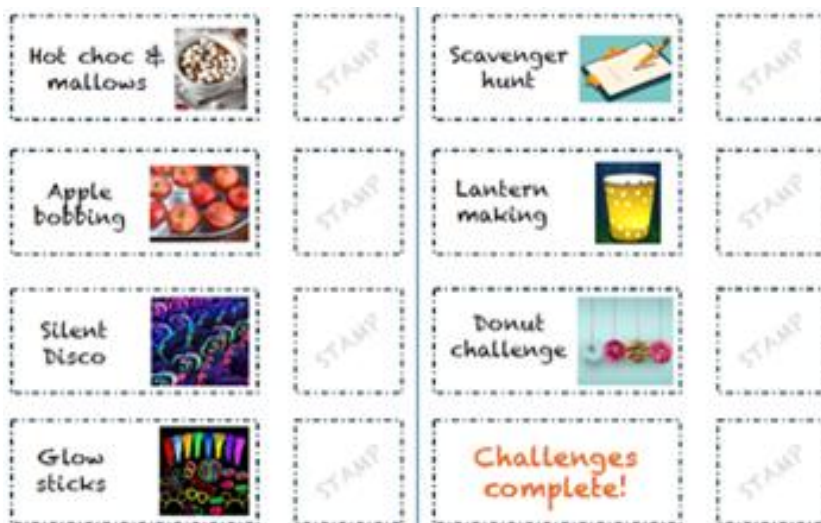 Hot choc &
mallows
STAMP
Apple
bobbing
STAMP
Silent
Disco
STAMP
Glow
sticks
STAMP
Scavenger
hunt
STAMP
Lantern
making
STAMP
Donut
challenge
STAMP
Challenges
complete!
STAMP